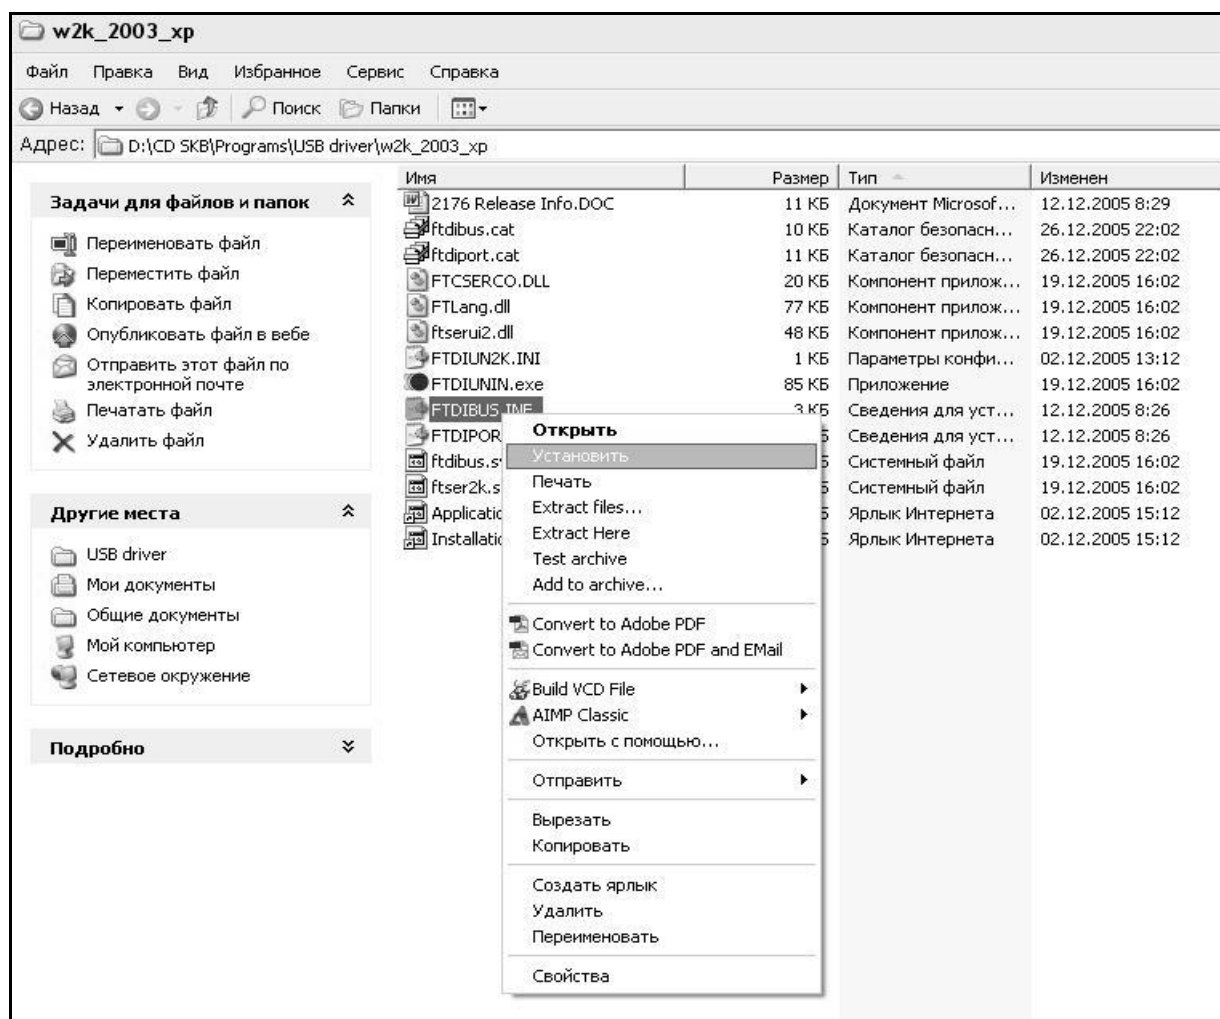 w2k_2003_xp
Файл Правка Вид Избранное Сервис Справка
Назад Поиск Папки
Адрес: D:\CD SKB\Programs\USB driver\w2k_2003_xp
Имя Размер Тип Изменен
Задачи для файлов и папок
Переименовать файл
Переместить файл
Копировать файл
Опубликовать файл в вебе
Отправить этот файл по
электронной почте
Печатать файл
Удалить файл
Другие места
USB driver
Мои документы
Общие документы
Мой компьютер
Сетевое окружение
Подробно
2176 Release Info.DOC 11 КБ Документ Microsof... 12.12.2005 8:29
ftdibus.cat 10 КБ Каталог безопасн... 26.12.2005 22:02
ftdiport.cat 11 КБ Каталог безопасн... 26.12.2005 22:02
FTCSERCO.DLL 20 КБ Компонент прилож... 19.12.2005 16:02
FTLang.dll 77 КБ Компонент прилож... 19.12.2005 16:02
ftserui2.dll 48 КБ Компонент прилож... 19.12.2005 16:02
FTDIUN2K.INI 1 КБ Параметры конфи... 02.12.2005 13:12
FTDIUNIN.exe 85 КБ Приложение 19.12.2005 16:02
FTDIBUS.INF 3 КБ Сведения для уст... 12.12.2005 8:26
FTDIPOR Б Сведения для уст... 12.12.2005 8:26
ftdibus.s Б Системный файл 19.12.2005 16:02
ftser2k.s Б Системный файл 19.12.2005 16:02
Applicatio Б Ярлык Интернета 02.12.2005 15:12
Installatio Б Ярлык Интернета 02.12.2005 15:12
Открыть
Установить
Печать
Extract files...
Extract Here
Test archive
Add to archive...
Convert to Adobe PDF
Convert to Adobe PDF and EMail
Build VCD File
AIMP Classic
Открыть с помощью...
Отправить
Вырезать
Копировать
Создать ярлык
Удалить
Переименовать
Свойства